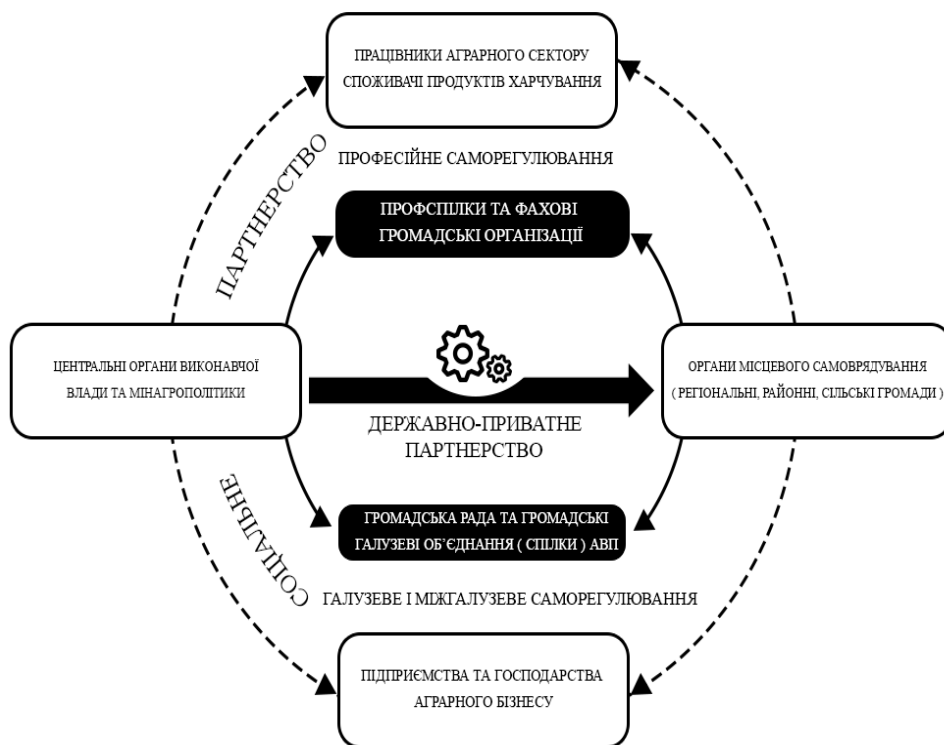 ПРАЦІВНИКИ АГРАРНОГО СЕКТОРУ
СПОЖИВАЧІ ПРОДУКТІВ ХАРЧУВАННЯ
ПРОФЕСІЙНЕ САМОРЕГУЛЮВАННЯ
ПАРТНЕРСТВО
ПРОФСПІЛКИ ТА ФАХОВІ
ГРОМАДСЬКІ ОРГАНІЗАЦІЇ
ЦЕНТРАЛЬНІ ОРГАНИ ВИКОНАВЧОЇ
ВЛАДИ ТА МІНАГРОПОЛІТИКИ
ОРГАНИ МІСЦЕВОГО САМОВРЯДУВАННЯ
( РЕГІОНАЛЬНІ, РАЙОННІ, СІЛЬСЬКІ ГРОМАДИ )
ДЕРЖАВНО-ПРИВАТНЕ
ПАРТНЕРСТВО
СОЦІАЛЬНЕ
ГРОМАДСЬКА РАДА ТА ГРОМАДСЬКІ
ГАЛУЗЕВІ ОБ’ЄДНАННЯ ( СПІЛКИ ) АВП
ГАЛУЗЕВЕ І МІЖГАЛУЗЕВЕ САМОРЕГУЛЮВАННЯ
ПІДПРИЄМСТВА ТА ГОСПОДАРСТВА
АГРАРНОГО БІЗНЕСУ